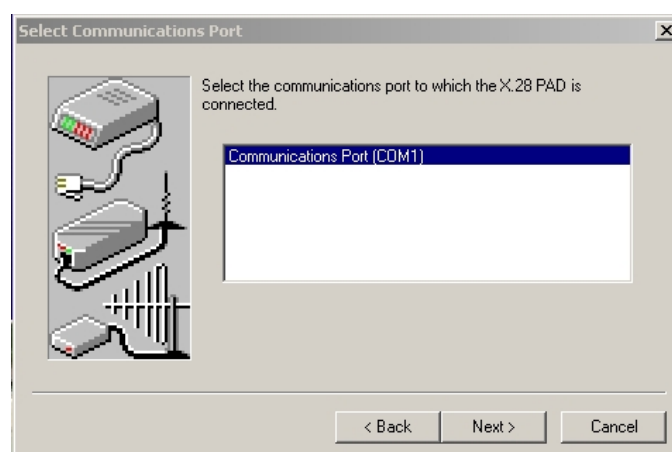 Select Communications Port
Select the communications port to which the X.28 PAD is
connected.
Communications Port (COM1)
< Back
Next >
Cancel